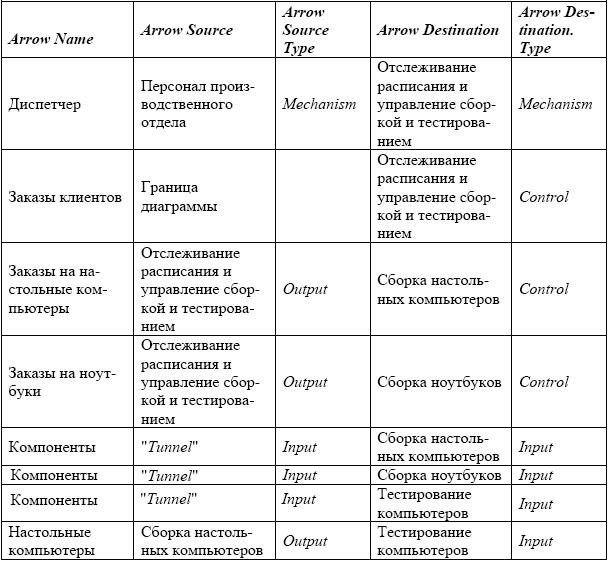 Arrow Name
Arrow Source
Arrow
Source
Type
Arrow Destination
Arrow Des-
tination.
Type
Диспетчер
Персонал произ-
водственного
отдела
Mechanism
Отслеживание
расписания и
управление сбор-
кой и тестирова-
нием
Mechanism
Заказы клиентов
Граница
диаграммы
Отслеживание
расписания и
управление сбор-
кой и тестирова-
нием
Control
Заказы на на-
стольные ком-
пьютеры
Отслеживание
расписания и
управление сбор-
кой и тестирова-
нием
Output
Сборка настоль-
ных компьютеров
Control
Заказы на ноут-
буки
Отслеживание
расписания и
управление сбор-
кой и тестирова-
нием
Output
Сборка ноутбуков
Control
Компоненты
"Tunnel"
Input
Сборка настоль-
ных компьютеров
Input
Компоненты
"Tunnel"
Input
Сборка ноутбуков
Input
Компоненты
"Tunnel"
Input
Тестирование
компьютеров
Input
Настольные
компьютеры
Сборка настоль-
ных компьютеров
Output
Тестирование
компьютеров
Input